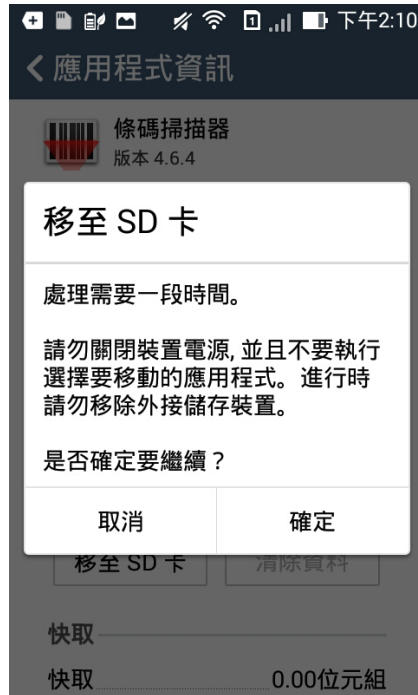 1
下午2:10
應用程式資訊
條碼掃描器
版本 4.6.4
移至 SD 卡
處理需要一段時間。
請勿關閉裝置電源, 並且不要執行
選擇要移動的應用程式。進行時
請勿移除外接儲存裝置。
是否確定要繼續？
取消 確定
移至 SD 卡 清除資料
快取
快取 0.00位元組